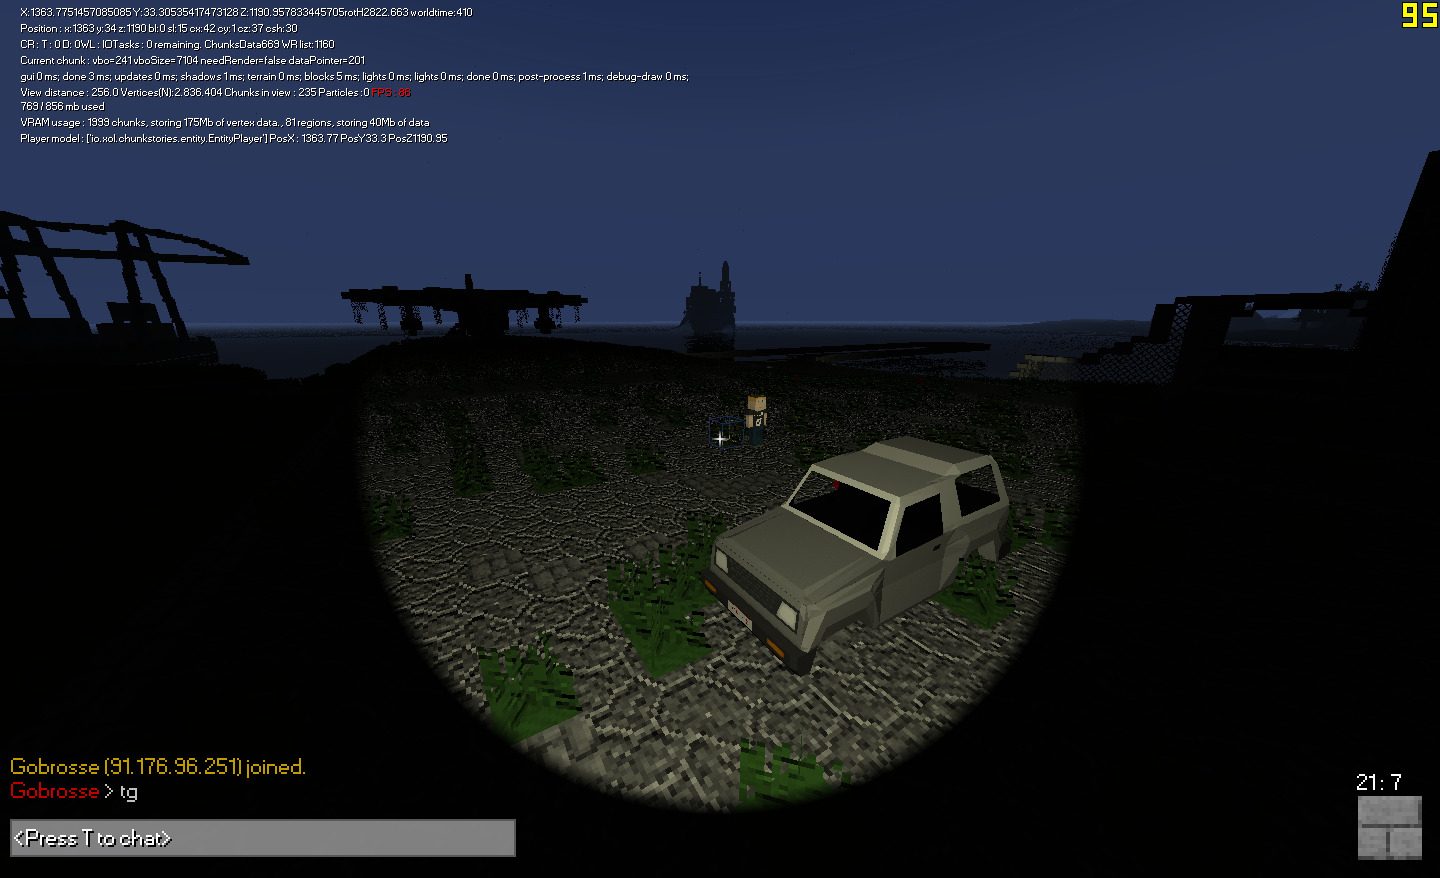 X:1363.7751457085085Y:33.30535417473128 Z:1190.957833445705rotH2822.663 worldtime:410
Position : x:1363 y:34 z:1190 bl:0 sl:15 cx:42 cy:1 cz:37 csh:30
CR : T : 0 D: 0WL : IOTasks : 0 remaining. ChunksData669 WR list:1160
Current chunk : vbo=241 vboSize=7104 needRender=false dataPointer=201
gui 0 ms; done 3 ms; updates 0 ms; shadows 1 ms; terrain 0 ms; blocks 5 ms; lights 0 ms; lights 0 ms; done 0 ms; post-process 1 ms; debug-draw 0 ms;
View distance : 256.0 Vertices(N):2.836.404 Chunks in view : 235 Particles :0 FPS : 86
769 / 856 mb used
VRAM usage : 1999 chunks, storing 175Mb of vertex data., 81 regions, storing 40Mb of data
Player model : ['io.xol.chunkstories.entity.EntityPlayer'] PosX : 1363.77 PosY33.3 PosZ1190.95
95
Gobrosse (91.176.96.251) joined.
Gobrosse > tg
<Press T to chat>
21: 7